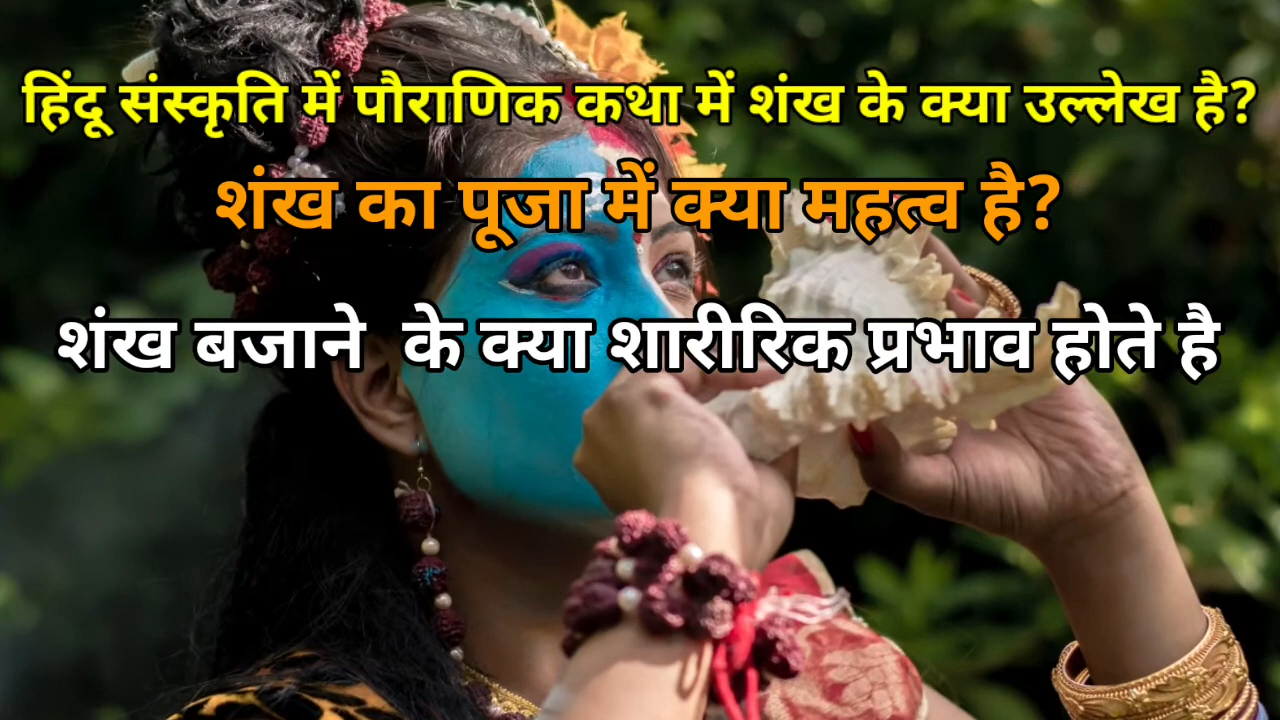 हिंदू संस्कृति में पौराणिक कथा में शंख के क्या उल्लेख है?
शंख का पूजा में क्या महत्व है?
शंख बजाने के क्या शारीरिक प्रभाव होते है